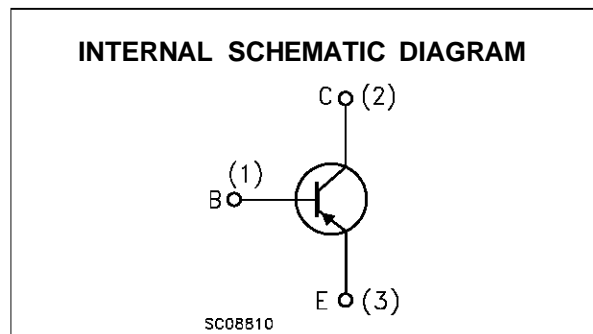 INTERNAL SCHEMATIC DIAGRAM
C (2)
(1)
B
E (3)
SC08810